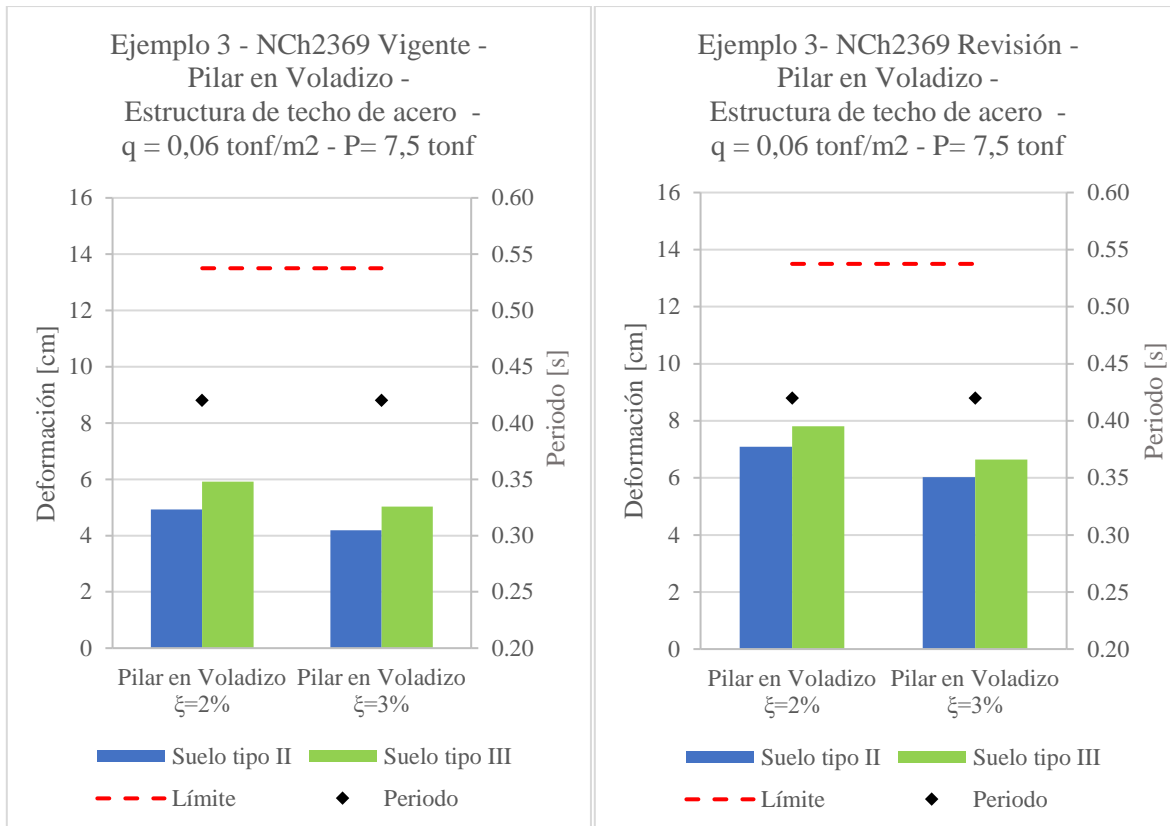 Ejemplo 3 - NCh2369 Vigente -
Pilar en Voladizo -
Estructura de techo de acero -
q = 0,06 tonf/m2 - P= 7,5 tonf
Deformación [cm]
16
14
12
10
8
6
4
2
0
0.60
0.55
0.50
0.45
0.40
0.35
0.30
0.25
0.20
Periodo [s]
Pilar en Voladizo
ξ=2%
Pilar en Voladizo
ξ=3%
Suelo tipo II
Suelo tipo III
Límite
Periodo
Ejemplo 3- NCh2369 Revisión -
Pilar en Voladizo -
Estructura de techo de acero -
q = 0,06 tonf/m2 - P= 7,5 tonf
Deformación [cm]
16
14
12
10
8
6
4
2
0
0.60
0.55
0.50
0.45
0.40
0.35
0.30
0.25
0.20
Periodo [s]
Pilar en Voladizo
ξ=2%
Pilar en Voladizo
ξ=3%
Suelo tipo II
Suelo tipo III
Límite
Periodo